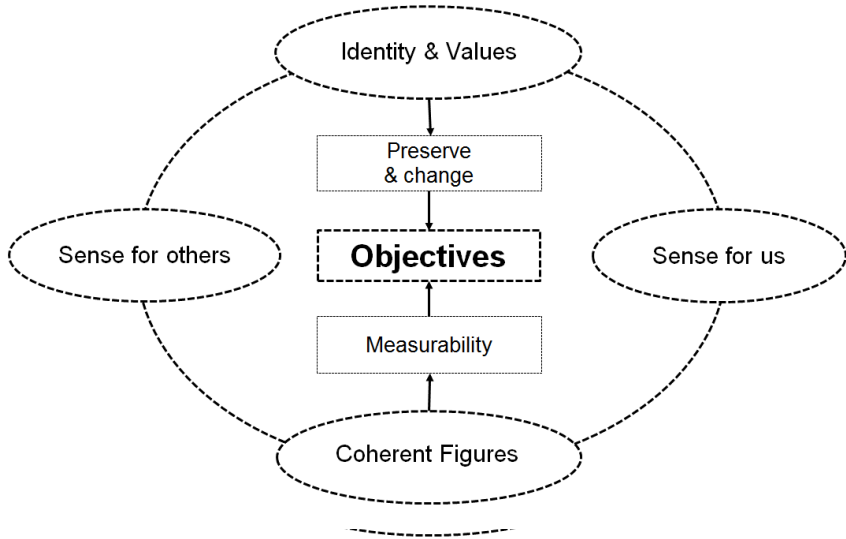 Identity & Values
Preserve
& change
Sense for others
Objectives
Sense for us
Measurability
Coherent Figures